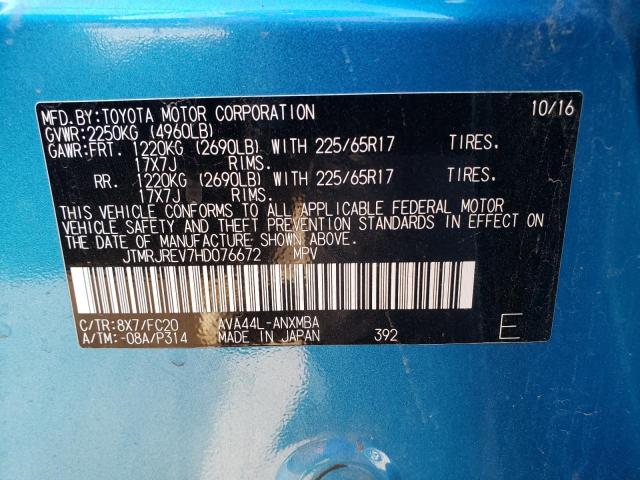 MFD.BY:TOYOTA MOTOR CORPORATION 10/16
GVWR:2250KG (4960LB)
GAWR:FRT. 1220KG (2690LB) WITH 225/65R17 TIRES.
17X7J RIMS.
RR. 1220KG (2690LB) WITH 225/65R17 TIRES.
17X7J RIMS.
THIS VEHICLE CONFORMS TO ALL APPLICABLE FEDERAL MOTOR
VEHICLE SAFETY AND THEFT PREVENTION STANDARDS IN EFFECT ON
THE DATE OF MANUFACTURE SHOWN ABOVE.
JTMRJREV7HD076672 MPV
C/TR:8X7/FC20 AVA44L-ANXMBA
A/TM:-08A/P314 MADE IN JAPAN 392 E